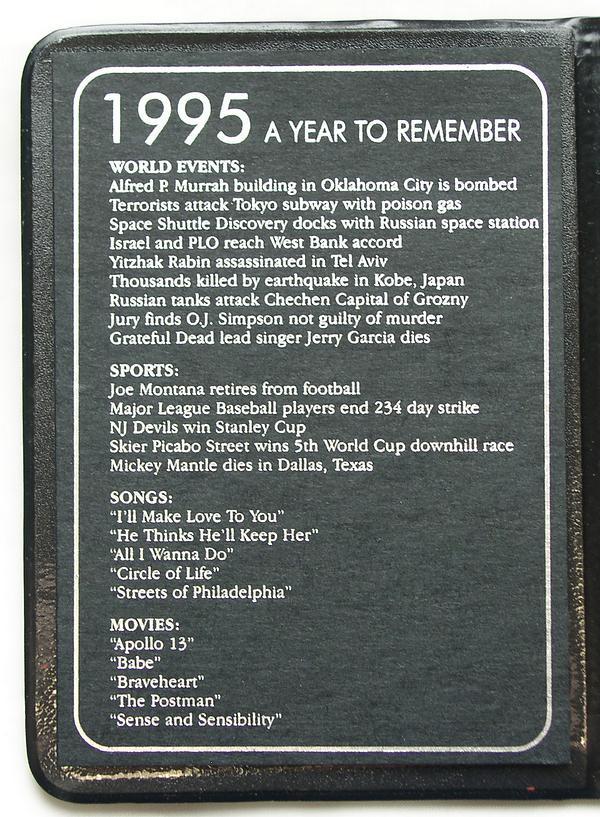 1995 A YEAR TO REMEMBER
WORLD EVENTS:
Alfred P. Murrah building in Oklahoma City is bombed
Terrorists attack Tokyo subway with poison gas
Space Shuttle Discovery docks with Russian space station
Israel and PLO reach West Bank accord
Yitzhak Rabin assassinated in Tel Aviv
Thousands killed by earthquake in Kobe, Japan
Russian tanks attack Chechen Capital of Grozny
Jury finds O.J. Simpson not guilty of murder
Grateful Dead lead singer Jerry Garcia dies
SPORTS:
Joe Montana retires from football
Major League Baseball players end 234 day strike
NJ Devils win Stanley Cup
Skier Picabo Street wins 5th World Cup downhill race
Mickey Mantle dies in Dallas, Texas
SONGS:
“I’ll Make Love To You”
“He Thinks He’ll Keep Her”
“All I Wanna Do”
“Circle of Life”
“Streets of Philadelphia”
MOVIES:
“Apollo 13”
“Babe”
“Braveheart”
“The Postman”
“Sense and Sensibility”